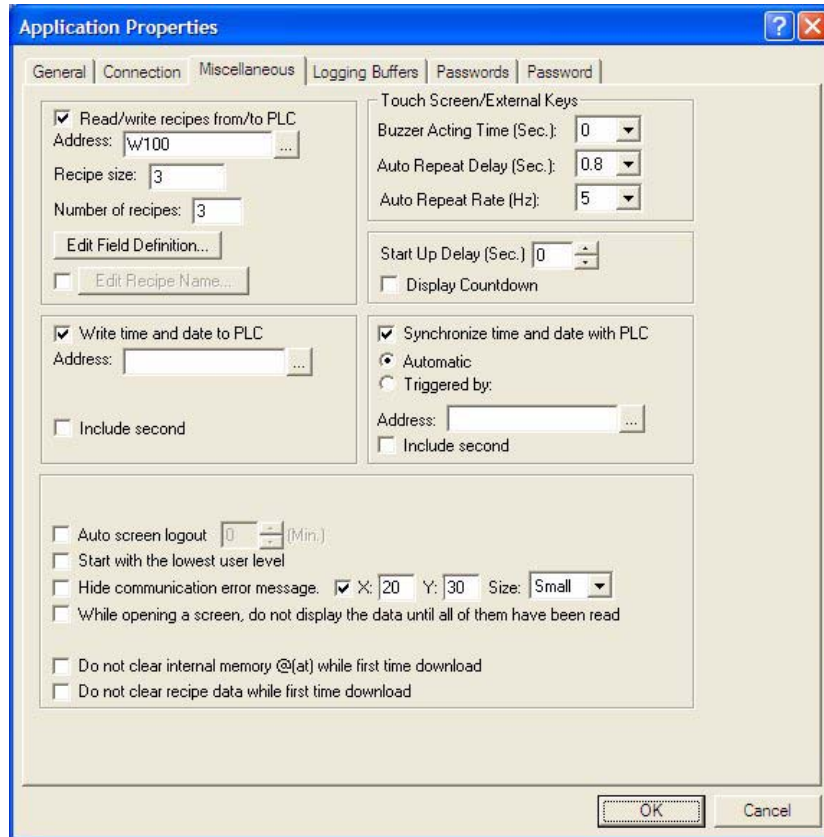 Application Properties
General Connection Miscellaneous Logging Buffers Passwords Password
Read/write recipes from/to PLC
Address: W100 ...
Recipe size: 3
Number of recipes: 3
Edit Field Definition...
Edit Recipe Name...
Touch Screen/External Keys
Buzzer Acting Time (Sec.): 0
Auto Repeat Delay (Sec.): 0.8
Auto Repeat Rate (Hz): 5
Start Up Delay (Sec.) 0
Display Countdown
Write time and date to PLC
Address: ...
Include second
Synchronize time and date with PLC
Automatic
Triggered by:
Address: ...
Include second
Auto screen logout 0 (Min.)
Start with the lowest user level
Hide communication error message. X: 20 Y: 30 Size: Small
While opening a screen, do not display the data until all of them have been read
Do not clear internal memory @(at) while first time download
Do not clear recipe data while first time download
OK Cancel